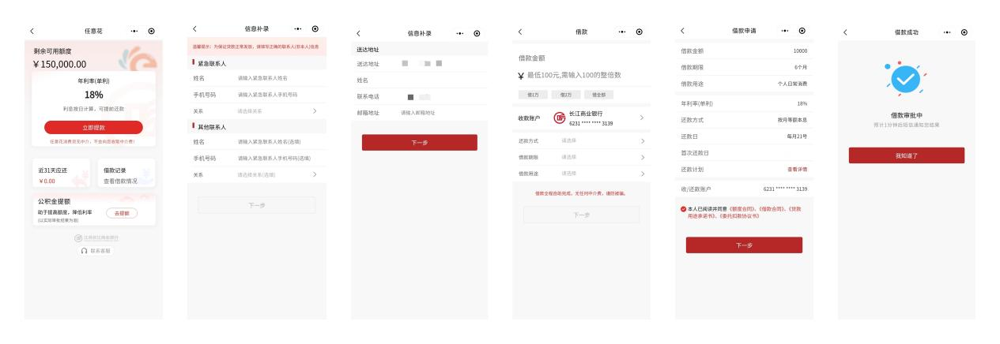 任意花
剩余可用额度
￥150,000.00
年利率(单利)
18%
利息按日计算，可提前还款
立即提款
任意花消费贷无中介，不会向您收取中介费！
近31天应还
￥0.00
借款记录
查看借款情况
公积金提额
助于提高额度，降低利率
(以实际审批结果为准)
去提额
江苏长江商业银行
联系客服
信息补录
温馨提示：为保证贷款正常发放，请填写正确的联系人(非本人)信息
紧急联系人
姓名 请输入紧急联系人姓名
手机号码 请输入紧急联系人手机号码
关系 请选择关系
其他联系人
姓名 请输入紧急联系人姓名(选填)
手机号码 请输入紧急联系人手机号码(选填)
关系 请选择关系(选填)
下一步
信息补录
送达地址
送达地址
姓名
联系电话
邮箱地址 请输入邮箱地址
下一步
借款
借款金额
￥ 最低100元,需输入100的整倍数
借1万 借2万 借全部
收款账户 长江商业银行
6231 **** **** 3139
还款方式 请选择
借款期限 请选择
借款用途 请选择
借款全程自助完成，无任何中介费，谨防被骗。
下一步
借款申请
借款金额 10000
借款期限 6个月
借款用途 个人日常消费
年利率(单利) 18%
还款方式 按月等额本息
还款日 每月21号
首次还款日
还款计划 查看详情
收/还款账户 6231 **** **** 3139
本人已阅读并同意《额度合同》、《借款合同》、《贷款
用途承诺书》、《委托扣款协议书》
下一步
借款成功
借款审批中
预计1分钟后短信通知您结果
我知道了